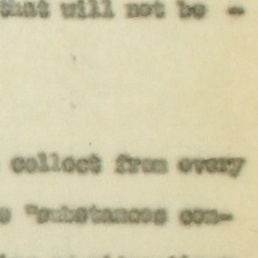 that will not be -
collect from every
"substances con-